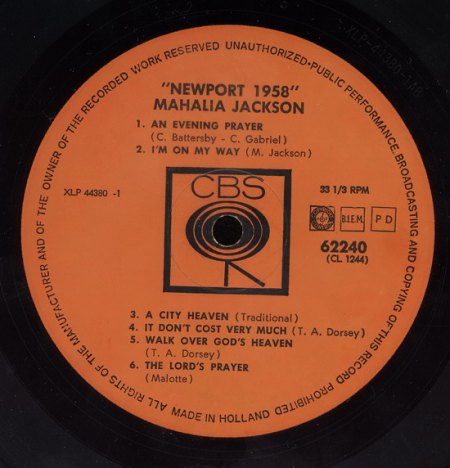 ALL RIGHTS OF THE MANUFACTURER AND OF THE OWNER OF THE RECORDED WORK RESERVED UNAUTHORIZED·PUBLIC PERFORMANCE, BROADCASTING AND COPYING OF THIS RECORD PROHIBITED
"NEWPORT 1958"
MAHALIA JACKSON
1. AN EVENING PRAYER
(C. Battersby - C. Gabriel)
2. I'M ON MY WAY (M. Jackson)
CBS
XLP 44380 -1
33 1/3 RPM
B.I.E.M. P D
62240
(CL 1244)
3. A CITY HEAVEN (Traditional)
4. IT DON'T COST VERY MUCH (T. A. Dorsey)
5. WALK OVER GOD'S HEAVEN
(T. A. Dorsey)
6. THE LORD'S PRAYER
(Malotte)
MADE IN HOLLAND